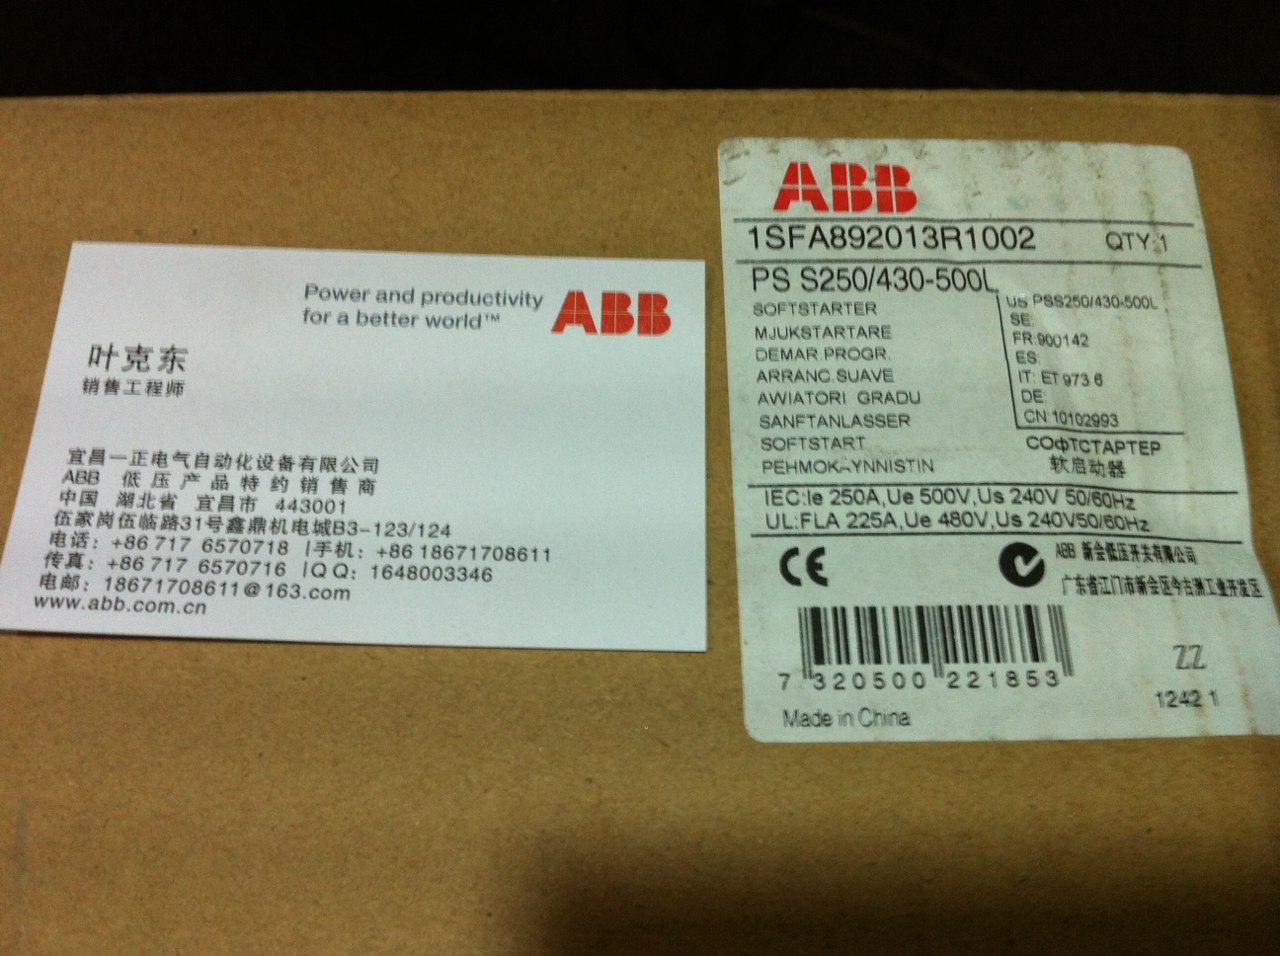 Power and productivity
for a better world™
ABB
叶克东
销售工程师
宜昌一正电气自动化设备有限公司
ABB 低压产品特约销售商
中国 湖北省 宜昌市 443001
伍家岗伍临路31号鑫鼎机电城B3-123/124
电话：+86 717 6570718 |手机：+86 18671708611
传真：+86 717 6570716 |QQ：1648003346
电邮：18671708611@163.com
www.abb.com.cn
ABB
1SFA892013R1002 QTY:1
PS S250/430-500L
SOFTSTARTER
MJUKSTARTARE
DEMAR.PROGR.
ARRANC.SUAVE
AWIATORI GRADU
SANFTANLASSER
SOFTSTART
PEHMOKAYNNISTIN
US PSS250/430-500L
SE:
FR:900142
ES:
IT: ET 973 6
DE:
CN 10102993
СОФТСТАРТЕР
软启动器
IEC:Ie 250A,Ue 500V,Us 240V 50/60Hz
UL:FLA 225A,Ue 480V,Us 240V50/60Hz
CE
ABB 新会低压开关有限公司
广东省江门市新会区今古洲工业开发区
7 320500 221853
ZZ
1242 1
Made in China